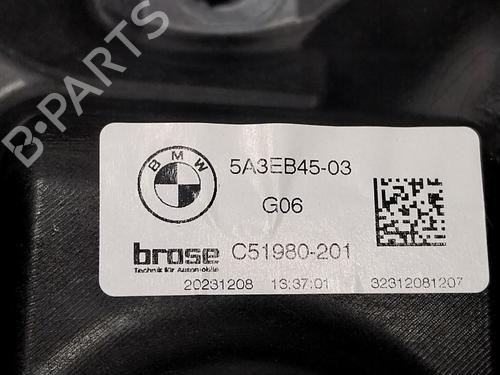 B-PARTS
BMW
5A3EB45-03
G06
brose
Technik für Automobile
C51980-201
20231208 13:37:01 32312081207